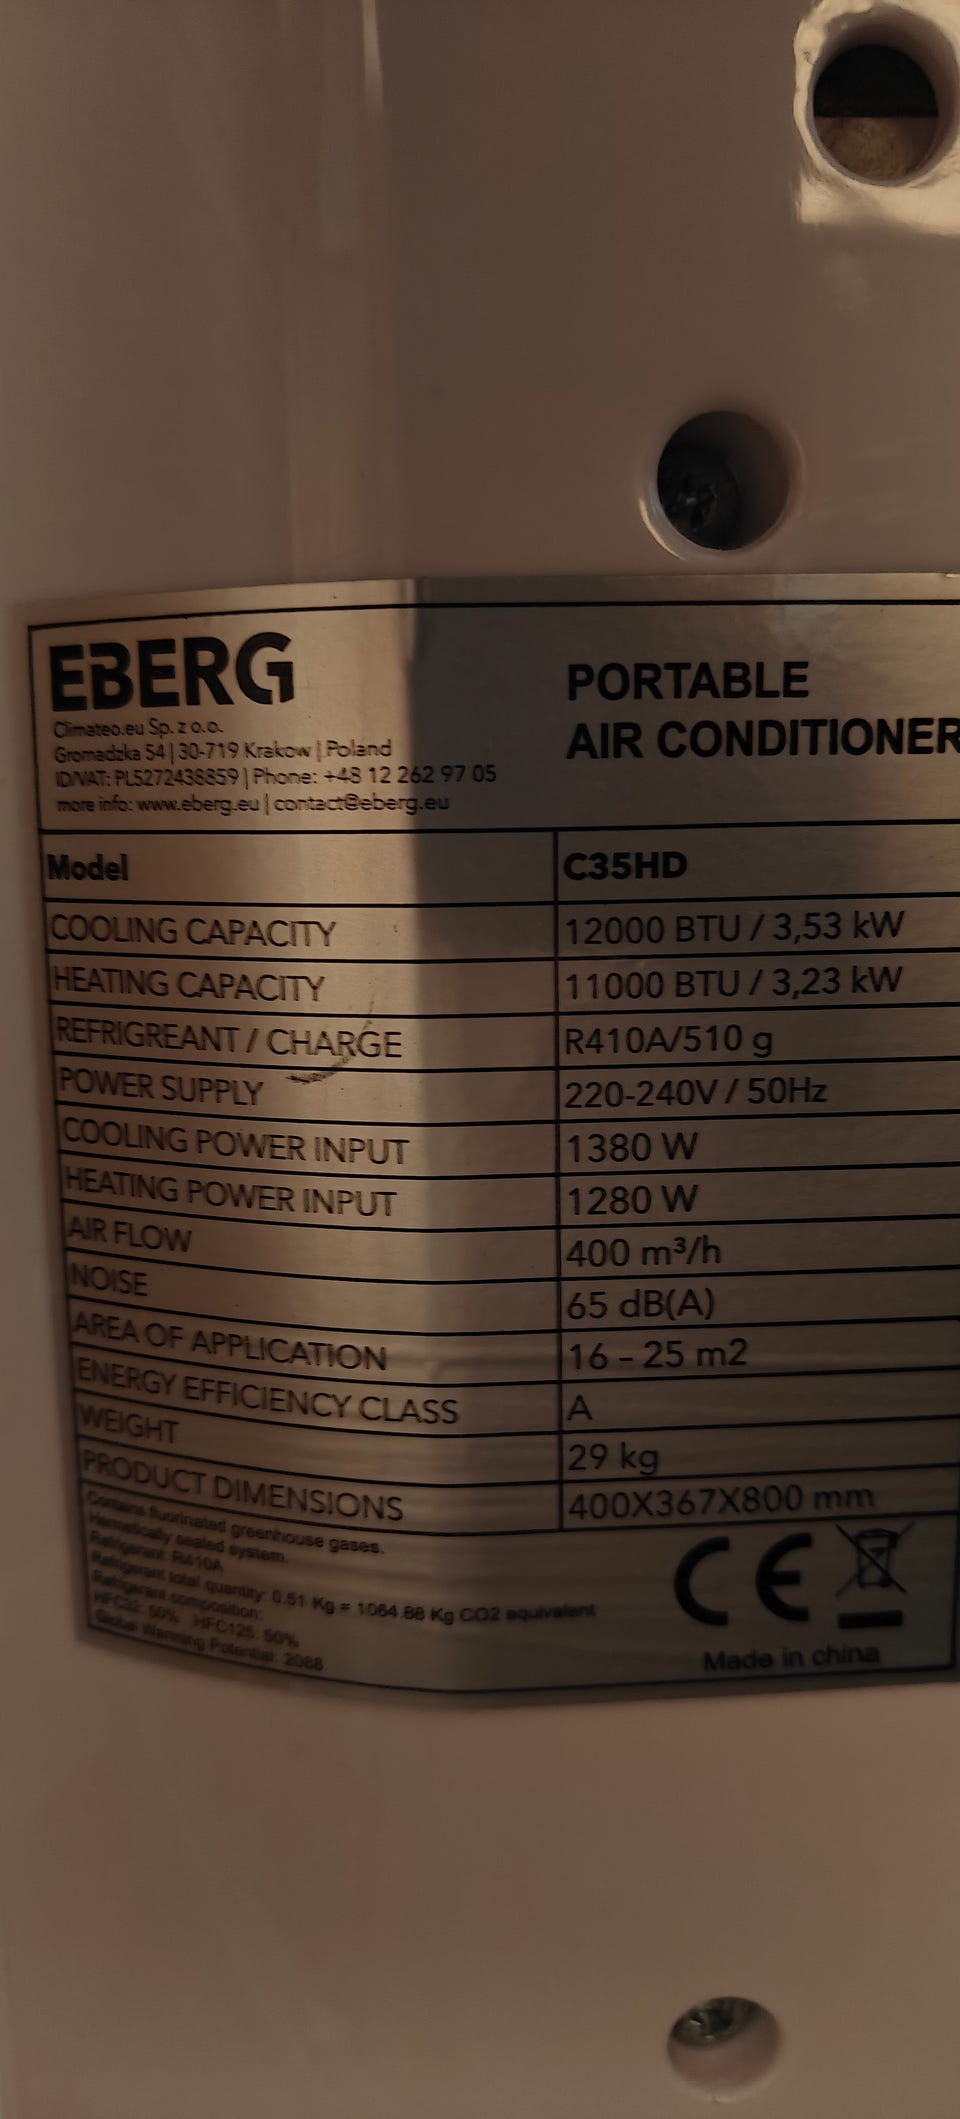 EBERG
Climateo.eu Sp. z o.o.
Gromadzka 54 | 30-719 Krakow | Poland
ID/VAT: PL5272438859 | Phone: +48 12 262 97 05
more info: www.eberg.eu | contact@eberg.eu
PORTABLE
AIR CONDITIONER
Model C35HD
COOLING CAPACITY 12000 BTU / 3,53 kW
HEATING CAPACITY 11000 BTU / 3,23 kW
REFRIGREANT / CHARGE R410A/510 g
POWER SUPPLY 220-240V / 50Hz
COOLING POWER INPUT 1380 W
HEATING POWER INPUT 1280 W
AIR FLOW 400 m³/h
NOISE 65 dB(A)
AREA OF APPLICATION 16 - 25 m2
ENERGY EFFICIENCY CLASS A
WEIGHT 29 kg
PRODUCT DIMENSIONS 400X367X800 mm
Contains fluorinated greenhouse gases.
Hermetically sealed system.
Refrigerant: R410A
Refrigerant total quantity: 0.51 Kg = 1064.88 Kg CO2 equivalent
Refrigerant composition:
HFC32: 50% HFC125: 50%
Global Warming Potential: 2088
CE
Made in china